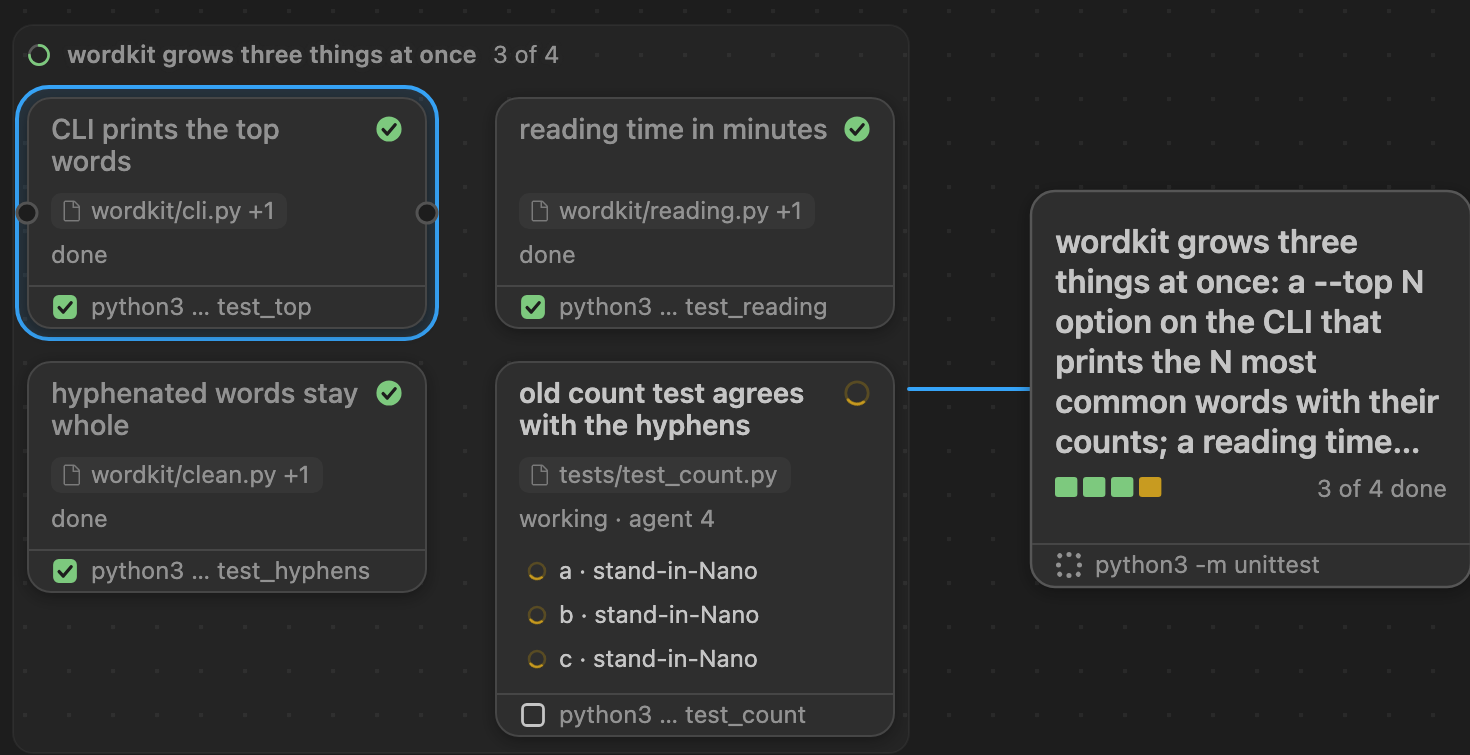 wordkit grows three things at once 3 of 4
CLI prints the top
words
wordkit/cli.py +1
done
python3 ... test_top
reading time in minutes
wordkit/reading.py +1
done
python3 ... test_reading
hyphenated words stay
whole
wordkit/clean.py +1
done
python3 ... test_hyphens
old count test agrees
with the hyphens
tests/test_count.py
working · agent 4
a · stand-in-Nano
b · stand-in-Nano
c · stand-in-Nano
python3 ... test_count
wordkit grows three
things at once: a --top N
option on the CLI that
prints the N most
common words with their
counts; a reading time...
3 of 4 done
python3 -m unittest